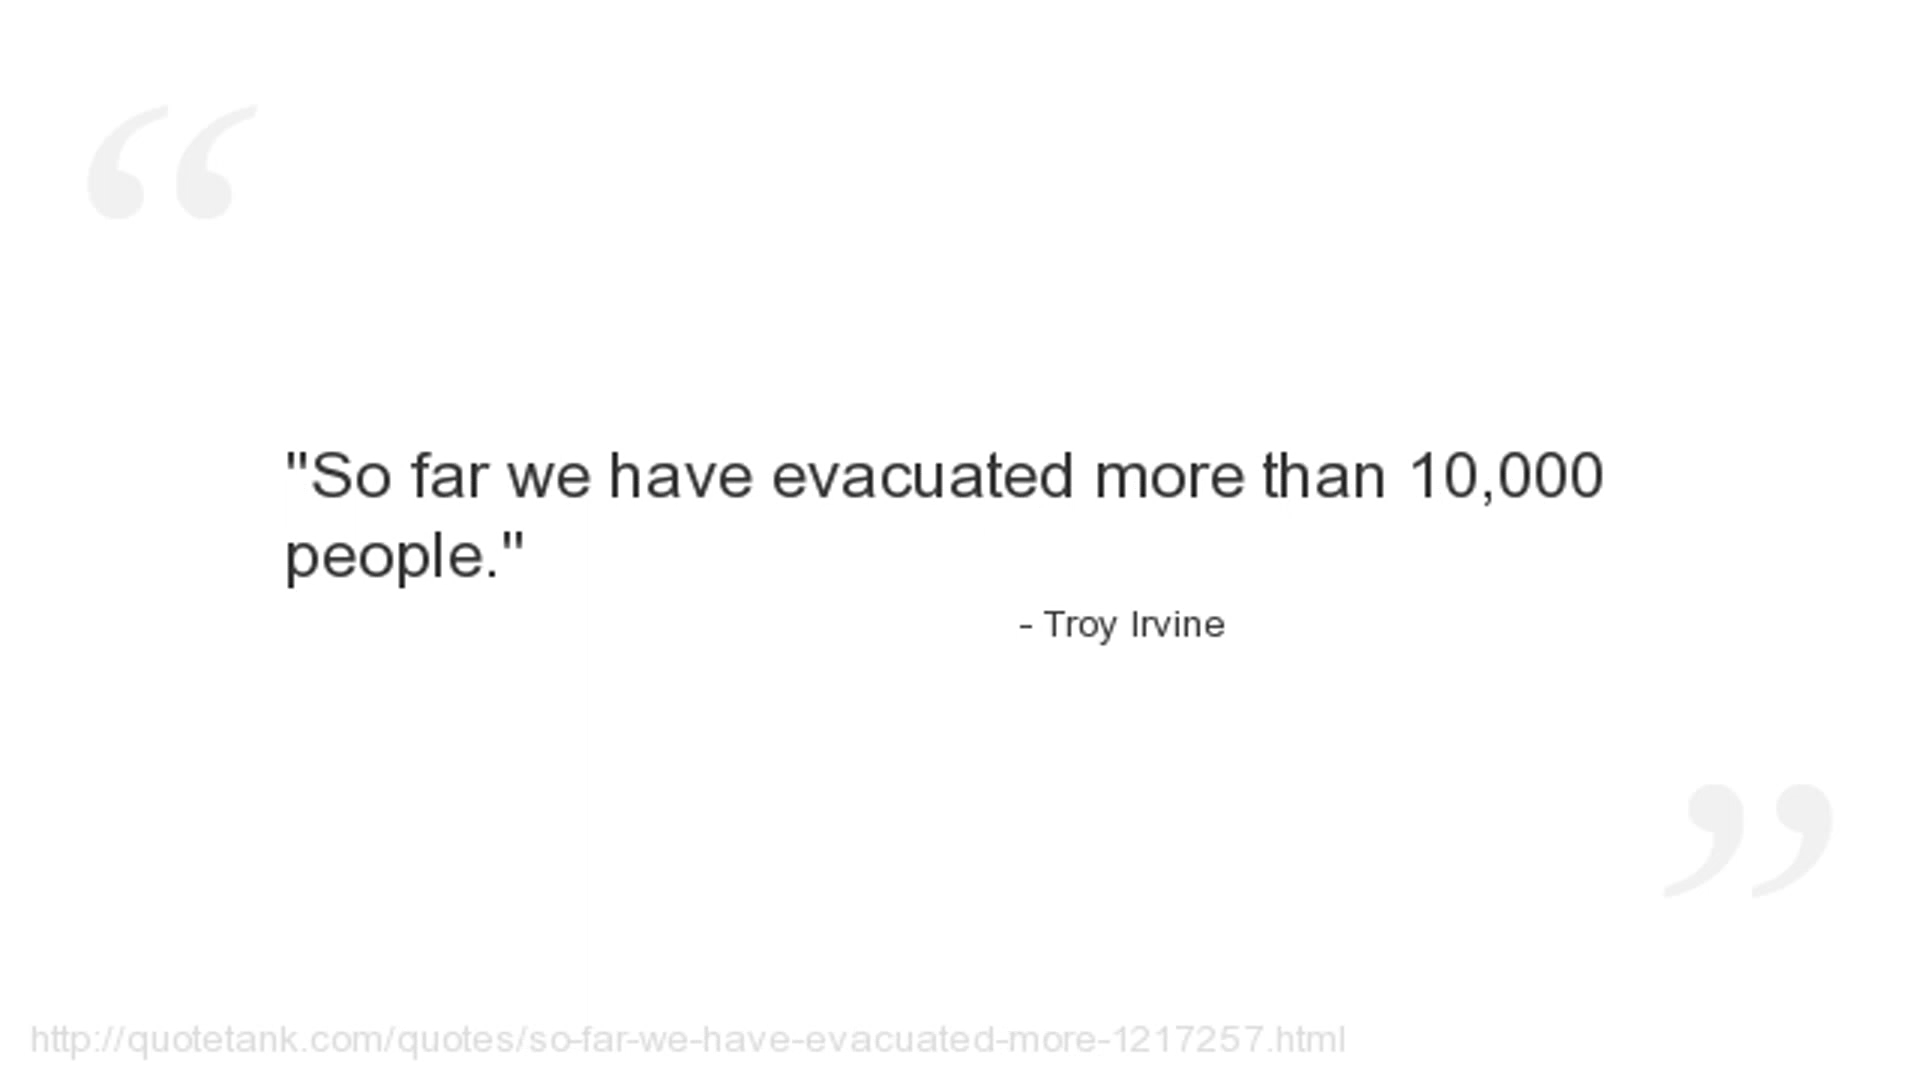 "So far we have evacuated more than 10,000
people."
- Troy Irvine
http://quotetank.com/quotes/so-far-we-have-evacuated-more-1217257.html